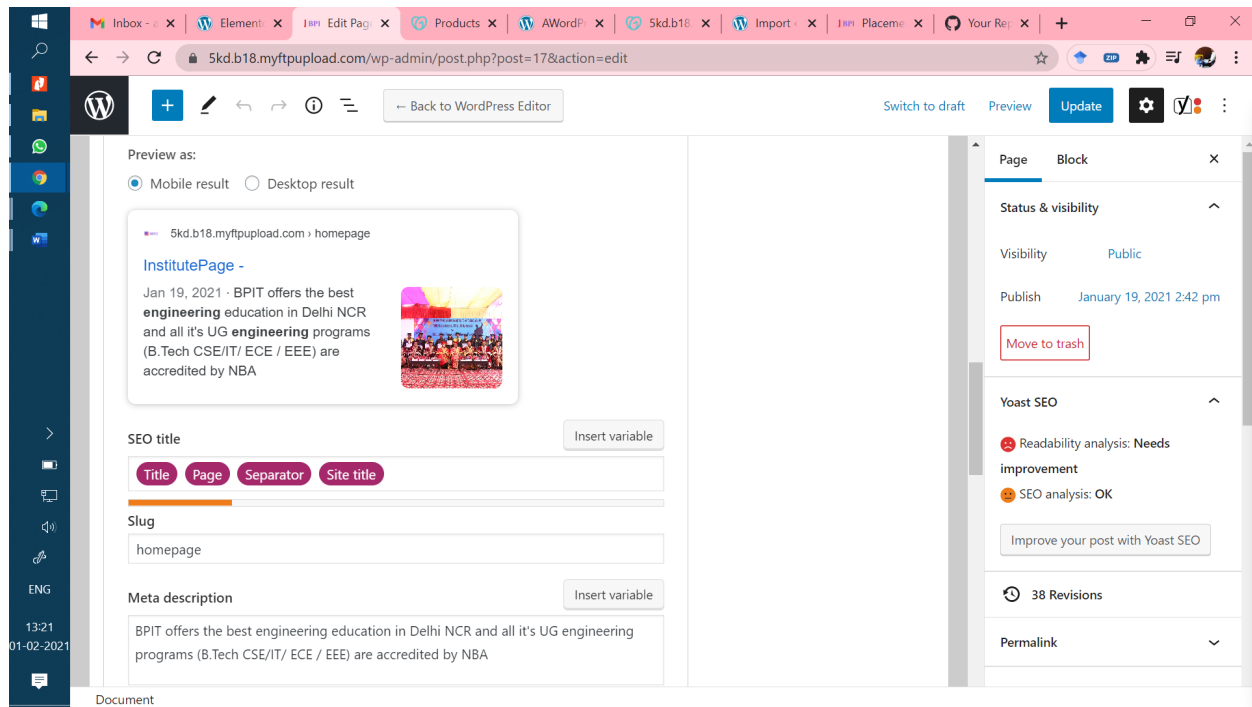 Inbox - a
Element
Edit Pag
Products
AWordP
5kd.b18.
Import
BPI
Placeme
Your Rep
5kd.b18.myftpupload.com/wp-admin/post.php?post=17&action=edit
ZIP
← Back to WordPress Editor
Switch to draft
Preview
Update
Preview as:
Mobile result
Desktop result
5kd.b18.myftpupload.com › homepage
InstitutePage -
Jan 19, 2021 · BPIT offers the best
engineering education in Delhi NCR
and all it's UG engineering programs
(B.Tech CSE/IT/ ECE / EEE) are
accredited by NBA
SEO title
Insert variable
Title Page Separator Site title
Slug
homepage
Meta description
Insert variable
BPIT offers the best engineering education in Delhi NCR and all it's UG engineering
programs (B.Tech CSE/IT/ ECE / EEE) are accredited by NBA
Document
Page
Block
Status & visibility
Visibility
Public
Publish
January 19, 2021 2:42 pm
Move to trash
Yoast SEO
Readability analysis: Needs
improvement
SEO analysis: OK
Improve your post with Yoast SEO
38 Revisions
Permalink
ENG
13:21
01-02-2021